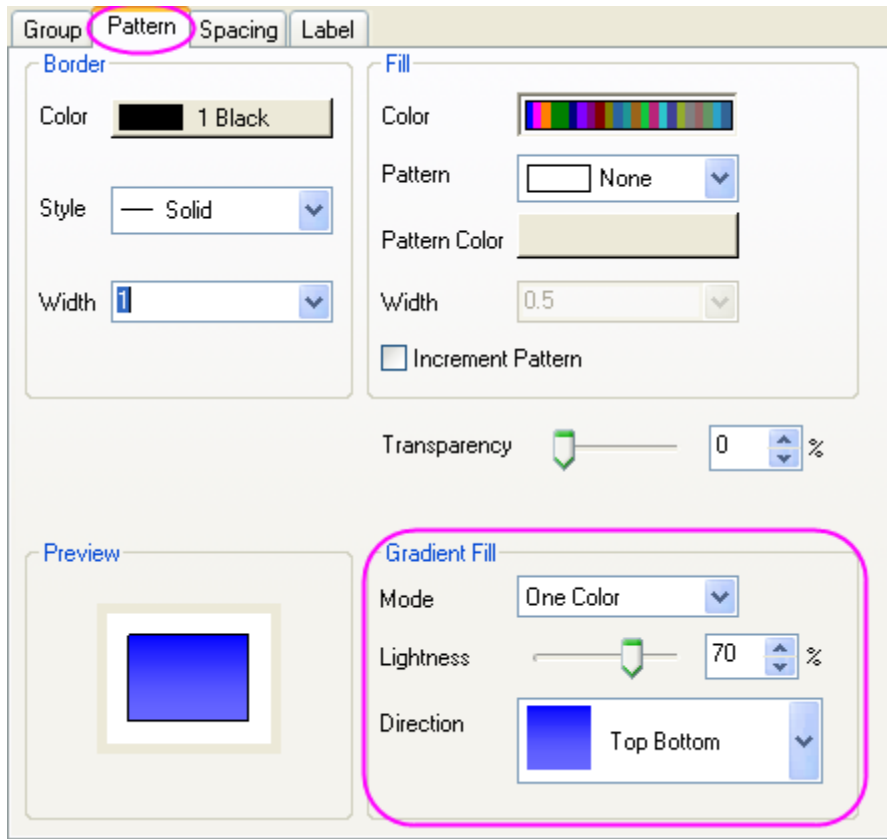 Group Pattern Spacing Label
Border
Color 1 Black
Style Solid
Width 1
Fill
Color
Pattern None
Pattern Color
Width 0.5
Increment Pattern
Transparency 0 %
Preview
Gradient Fill
Mode One Color
Lightness 70 %
Direction Top Bottom